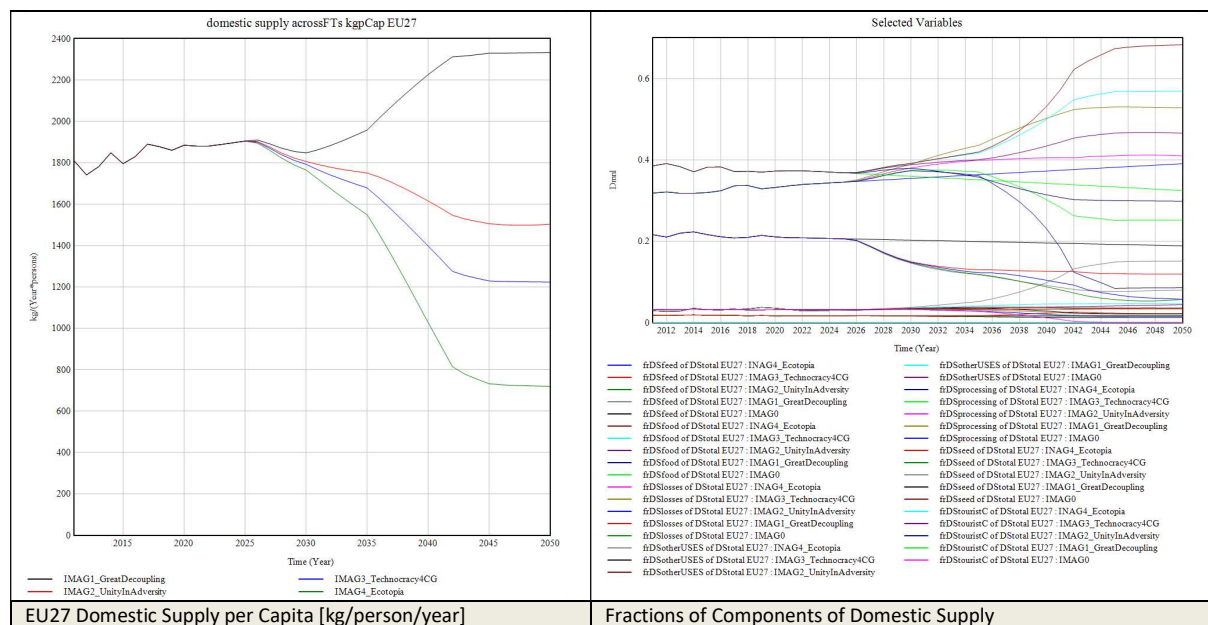 domestic supply acrossFTs kgpCap EU27
2400
2200
2000
1800
1600
1400
1200
1000
800
600
400
200
0
kg/(Year*persons)
2015 2020 2025 2030 2035 2040 2045 2050
Time (Year)
IMAG1_GreatDecoupling IMAG3_Technocracy4CG
IMAG2_UnityInAdversity IMAG4_Ecotopia
EU27 Domestic Supply per Capita [kg/person/year]
Selected Variables
0.6
0.4
0.2
0
Dmnl
2012 2014 2016 2018 2020 2022 2024 2026 2028 2030 2032 2034 2036 2038 2040 2042 2044 2046 2048 2050
Time (Year)
frDSfeed of DStotal EU27 : INAG4_Ecotopia
frDSfeed of DStotal EU27 : IMAG3_Technocracy4CG
frDSfeed of DStotal EU27 : IMAG2_UnityInAdversity
frDSfeed of DStotal EU27 : IMAG1_GreatDecoupling
frDSfeed of DStotal EU27 : IMAG0
frDSfood of DStotal EU27 : INAG4_Ecotopia
frDSfood of DStotal EU27 : IMAG3_Technocracy4CG
frDSfood of DStotal EU27 : IMAG2_UnityInAdversity
frDSfood of DStotal EU27 : IMAG1_GreatDecoupling
frDSfood of DStotal EU27 : IMAG0
frDSlosses of DStotal EU27 : INAG4_Ecotopia
frDSlosses of DStotal EU27 : IMAG3_Technocracy4CG
frDSlosses of DStotal EU27 : IMAG2_UnityInAdversity
frDSlosses of DStotal EU27 : IMAG1_GreatDecoupling
frDSlosses of DStotal EU27 : IMAG0
frDSotherUSES of DStotal EU27 : INAG4_Ecotopia
frDSotherUSES of DStotal EU27 : IMAG3_Technocracy4CG
frDSotherUSES of DStotal EU27 : IMAG2_UnityInAdversity
frDSotherUSES of DStotal EU27 : IMAG1_GreatDecoupling
frDSotherUSES of DStotal EU27 : IMAG0
frDSprocessing of DStotal EU27 : INAG4_Ecotopia
frDSprocessing of DStotal EU27 : IMAG3_Technocracy4CG
frDSprocessing of DStotal EU27 : IMAG2_UnityInAdversity
frDSprocessing of DStotal EU27 : IMAG1_GreatDecoupling
frDSprocessing of DStotal EU27 : IMAG0
frDSseed of DStotal EU27 : INAG4_Ecotopia
frDSseed of DStotal EU27 : IMAG3_Technocracy4CG
frDSseed of DStotal EU27 : IMAG2_UnityInAdversity
frDSseed of DStotal EU27 : IMAG1_GreatDecoupling
frDSseed of DStotal EU27 : IMAG0
frDStouristC of DStotal EU27 : INAG4_Ecotopia
frDStouristC of DStotal EU27 : IMAG3_Technocracy4CG
frDStouristC of DStotal EU27 : IMAG2_UnityInAdversity
frDStouristC of DStotal EU27 : IMAG1_GreatDecoupling
frDStouristC of DStotal EU27 : IMAG0
Fractions of Components of Domestic Supply